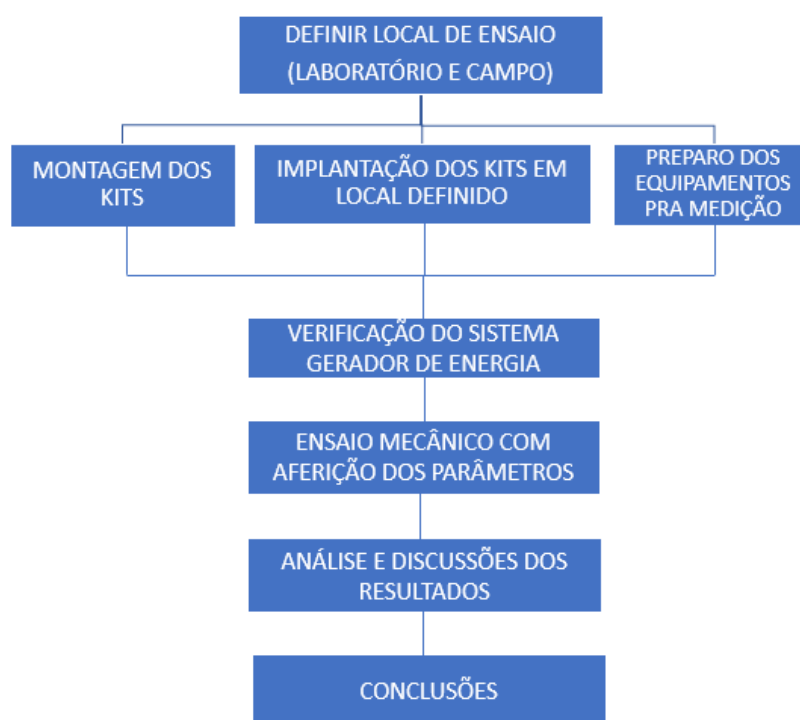 DEFINIR LOCAL DE ENSAIO
(LABORATÓRIO E CAMPO)
MONTAGEM DOS
KITS
IMPLANTAÇÃO DOS KITS EM
LOCAL DEFINIDO
PREPARO DOS
EQUIPAMENTOS
PRA MEDIÇÃO
VERIFICAÇÃO DO SISTEMA
GERADOR DE ENERGIA
ENSAIO MECÂNICO COM
AFERIÇÃO DOS PARÂMETROS
ANÁLISE E DISCUSSÕES DOS
RESULTADOS
CONCLUSÕES